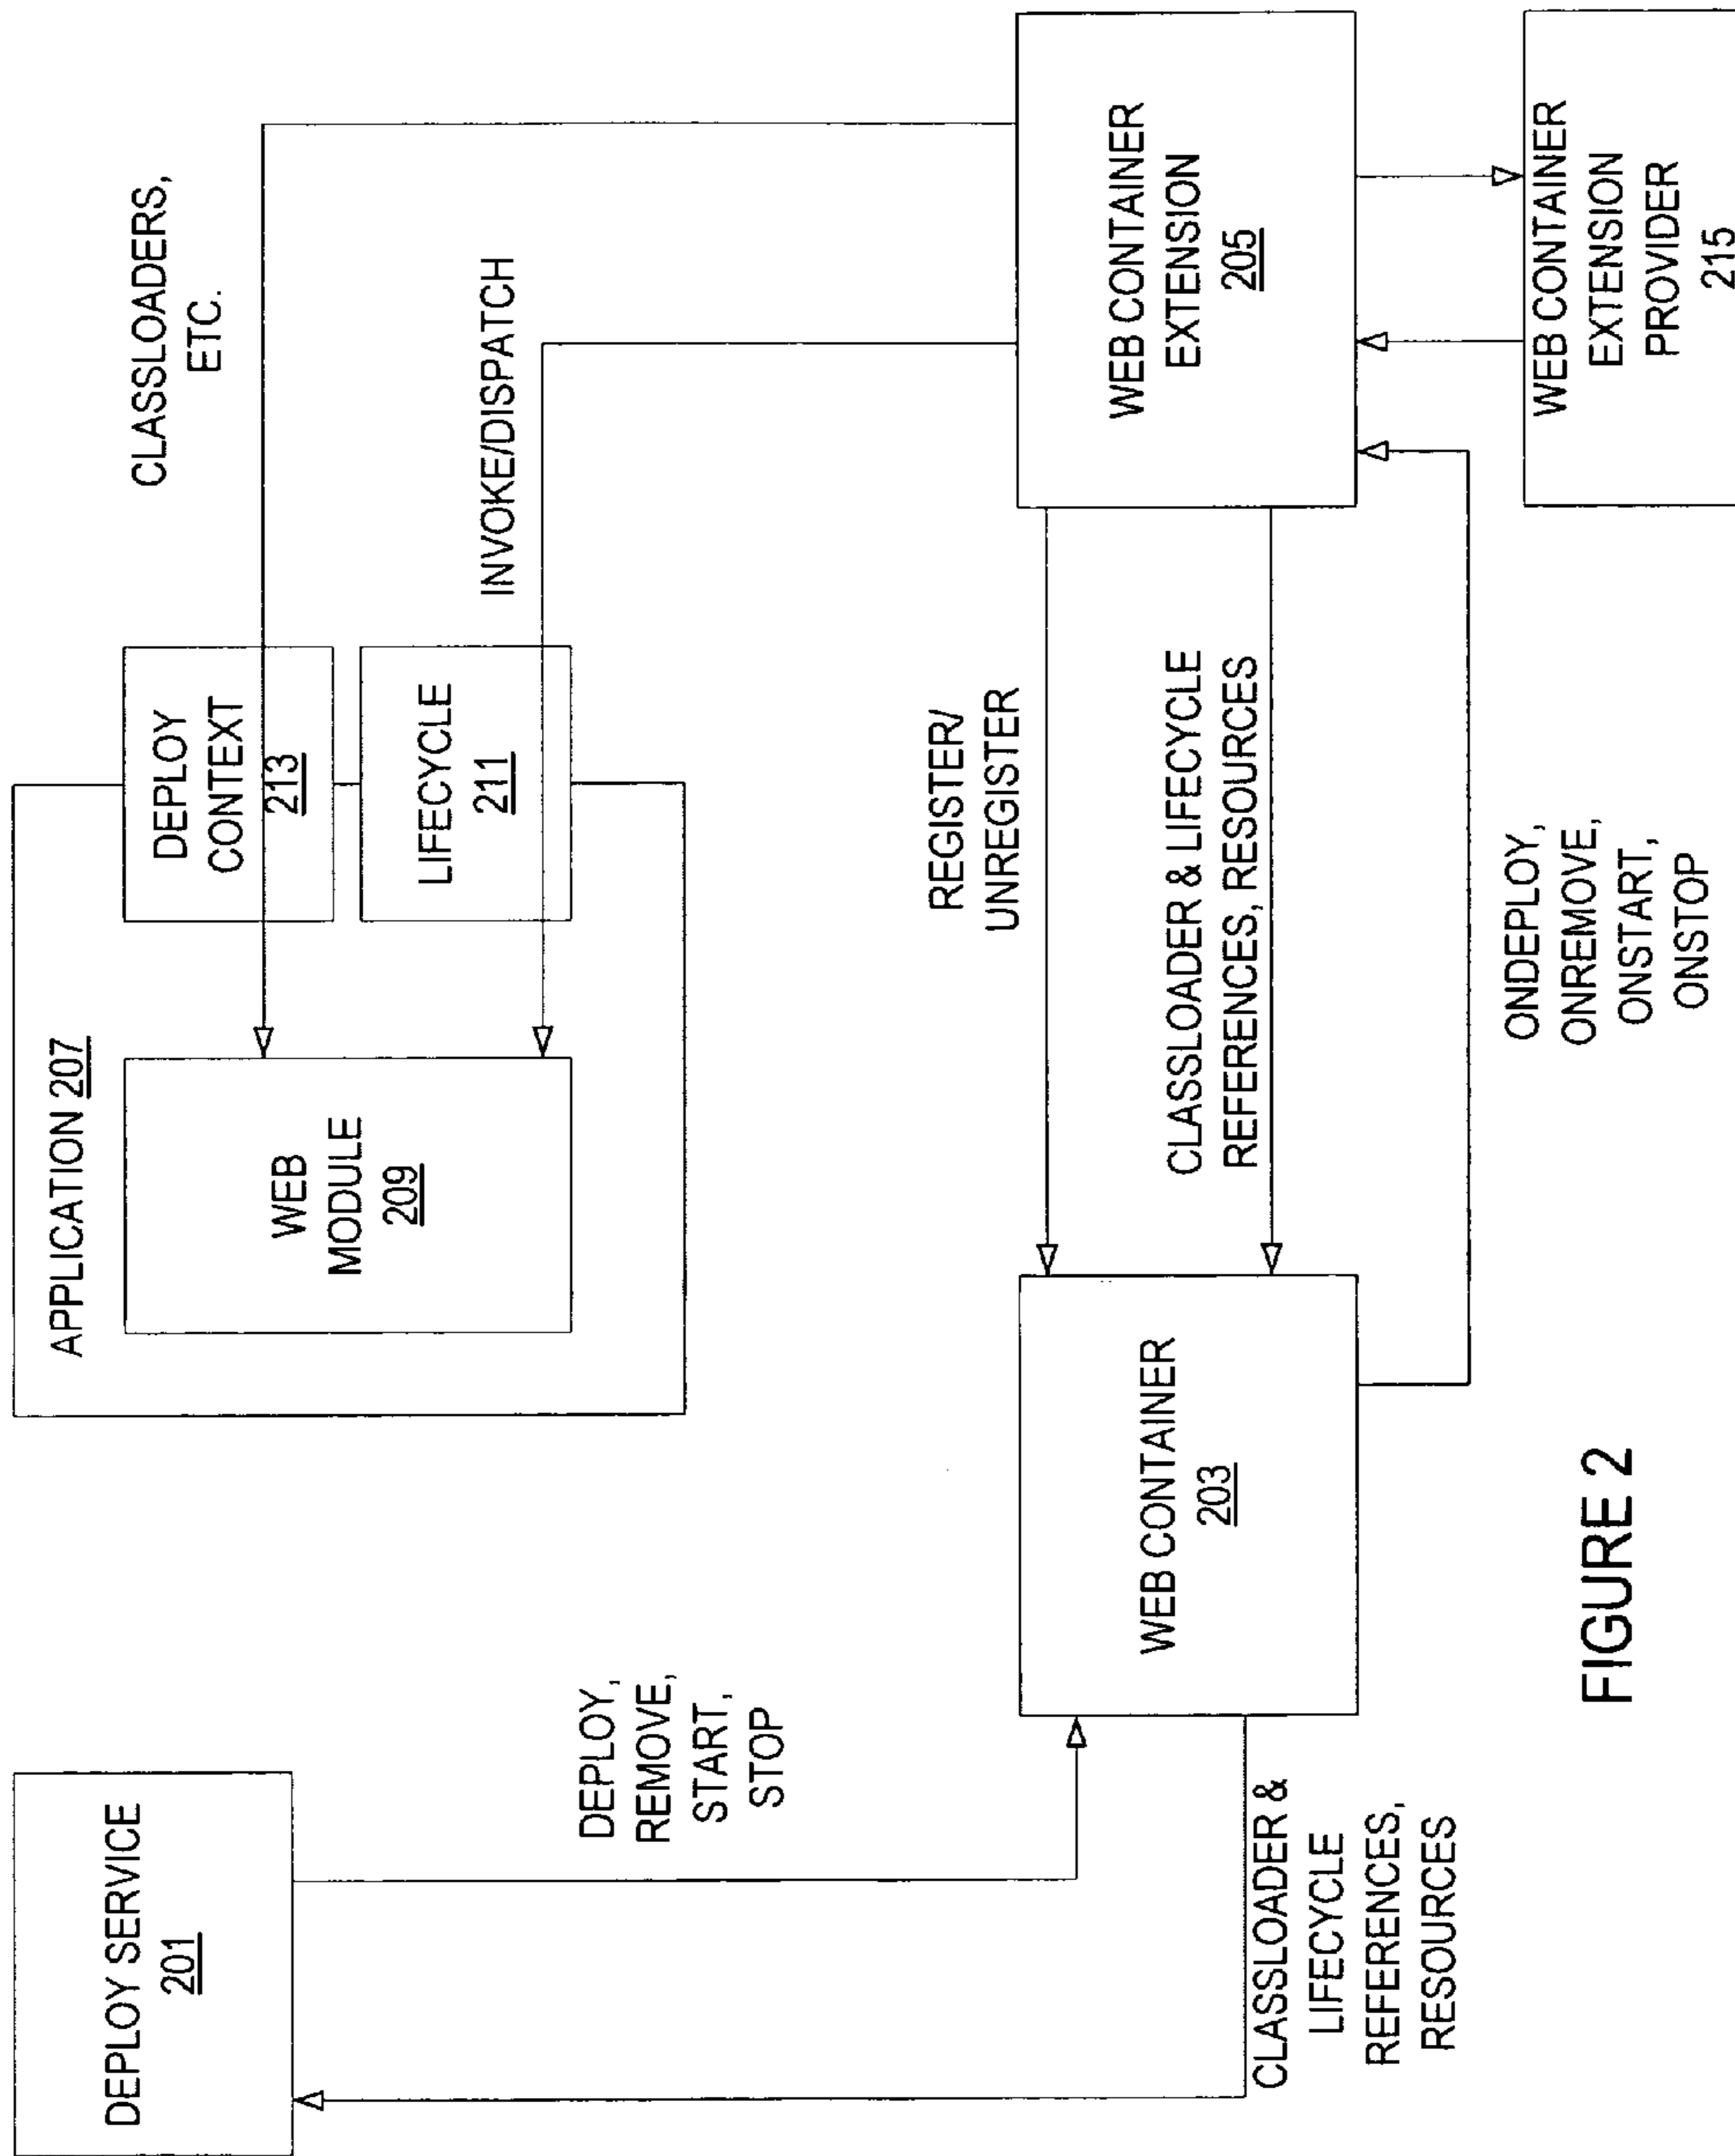 DEPLOY SERVICE
201
APPLICATION 207
WEB
MODULE
209
DEPLOY
CONTEXT
213
LIFECYCLE
211
CLASSLOADERS,
ETC.
INVOKE/DISPATCH
DEPLOY,
REMOVE,
START,
STOP
CLASSLOADER &
LIFECYCLE
REFERENCES,
RESOURCES
WEB CONTAINER
203
REGISTER/
UNREGISTER
CLASSLOADER & LIFECYCLE
REFERENCES, RESOURCES
ONDEPLOY,
ONREMOVE,
ONSTART,
ONSTOP
WEB CONTAINER
EXTENSION
205
WEB CONTAINER
EXTENSION
PROVIDER
215
FIGURE 2